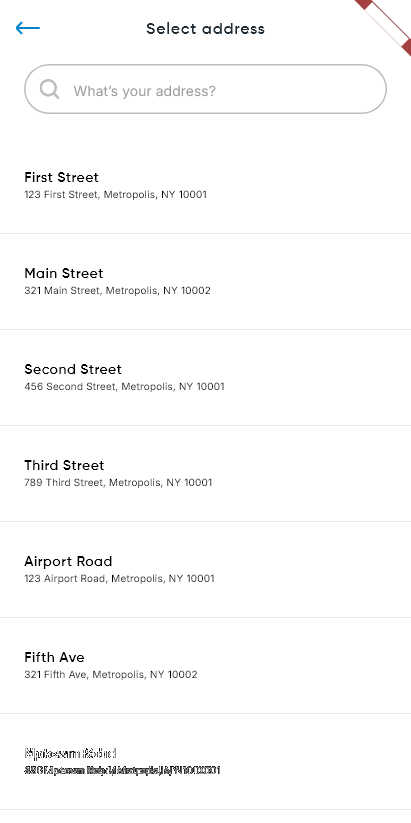 Select address
What's your address?
First Street
123 First Street, Metropolis, NY 10001
Main Street
321 Main Street, Metropolis, NY 10002
Second Street
456 Second Street, Metropolis, NY 10001
Third Street
789 Third Street, Metropolis, NY 10001
Airport Road
123 Airport Road, Metropolis, NY 10001
Fifth Ave
321 Fifth Ave, Metropolis, NY 10002